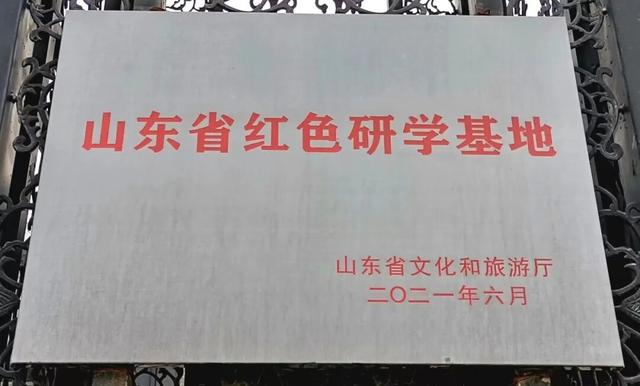 山东省红色研学基地
山东省文化和旅游厅
二〇二一年六月